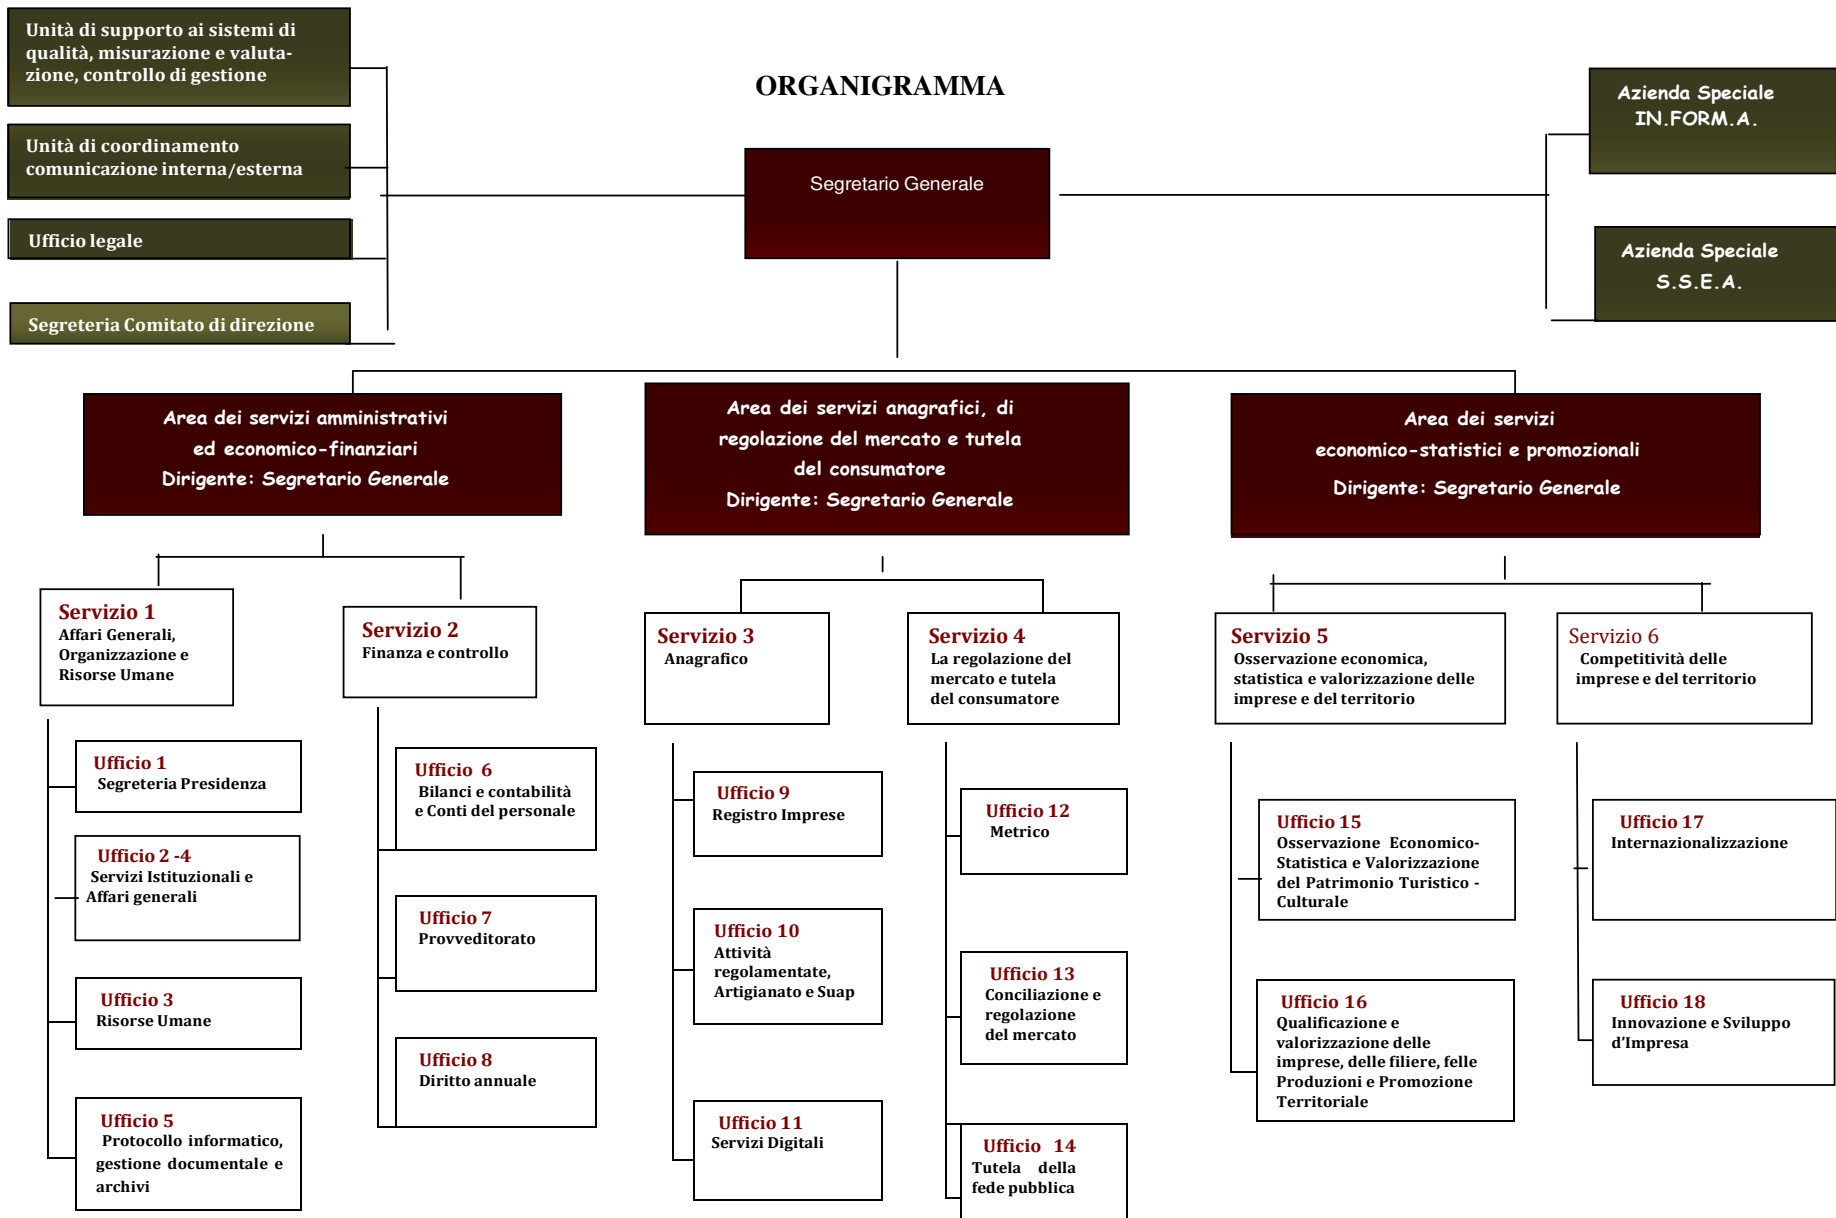 Unità di supporto ai sistemi di
qualità, misurazione e valuta-
zione, controllo di gestione
Unità di coordinamento
comunicazione interna/esterna
Ufficio legale
Segreteria Comitato di direzione
ORGANIGRAMMA
Segretario Generale
Azienda Speciale
IN.FORM.A.
Azienda Speciale
S.S.E.A.
Area dei servizi amministrativi
ed economico-finanziari
Dirigente: Segretario Generale
Area dei servizi anagrafici, di
regolazione del mercato e tutela
del consumatore
Dirigente: Segretario Generale
Area dei servizi
economico-statistici e promozionali
Dirigente: Segretario Generale
Servizio 1
Affari Generali,
Organizzazione e
Risorse Umane
Servizio 2
Finanza e controllo
Servizio 3
Anagrafico
Servizio 4
La regolazione del
mercato e tutela
del consumatore
Servizio 5
Osservazione economica,
statistica e valorizzazione delle
imprese e del territorio
Servizio 6
Competitività delle
imprese e del territorio
Ufficio 1
Segreteria Presidenza
Ufficio 2 -4
Servizi Istituzionali e
Affari generali
Ufficio 3
Risorse Umane
Ufficio 5
Protocollo informatico,
gestione documentale e
archivi
Ufficio 6
Bilanci e contabilità
e Conti del personale
Ufficio 7
Provveditorato
Ufficio 8
Diritto annuale
Ufficio 9
Registro Imprese
Ufficio 10
Attività
regolamentate,
Artigianato e Suap
Ufficio 11
Servizi Digitali
Ufficio 12
Metrico
Ufficio 13
Conciliazione e
regolazione
del mercato
Ufficio 14
Tutela della
fede pubblica
Ufficio 15
Osservazione Economico-
Statistica e Valorizzazione
del Patrimonio Turistico -
Culturale
Ufficio 16
Qualificazione e
valorizzazione delle
imprese, delle filiere, felle
Produzioni e Promozione
Territoriale
Ufficio 17
Internazionalizzazione
Ufficio 18
Innovazione e Sviluppo
d'Impresa